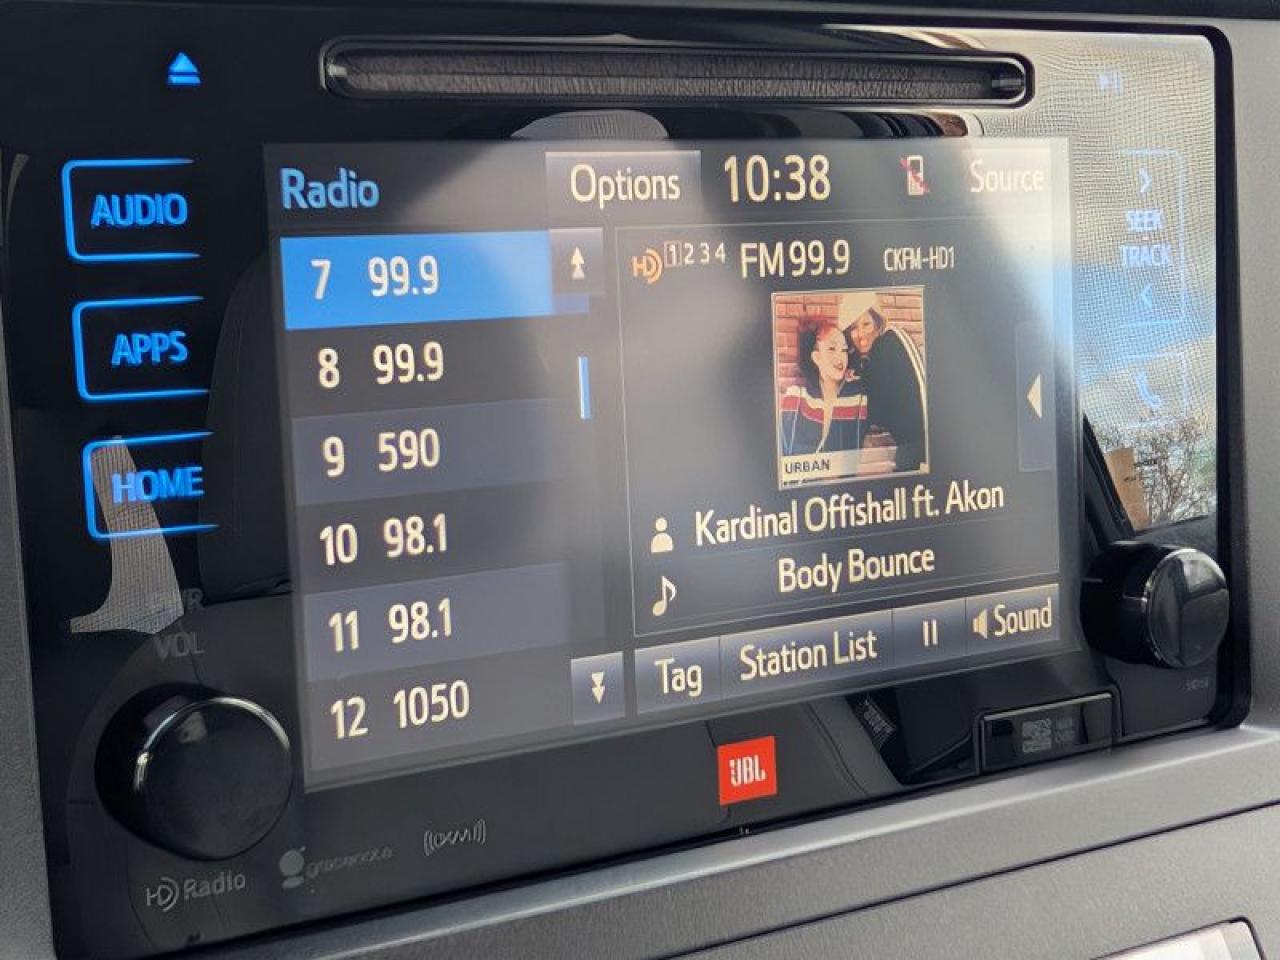 Radio
Options
10:38
Source
AUDIO
APPS
HOME
PWR
VOL
7 99.9
8 99.9
9 590
10 98.1
11 98.1
12 1050
HD 1 2 3 4 FM 99.9 CKFM-HD1
URBAN
Kardinal Offishall ft. Akon
Body Bounce
Tag
Station List
Sound
SEEK
TRACK
JBL
HD Radio
gracenote
((XM))